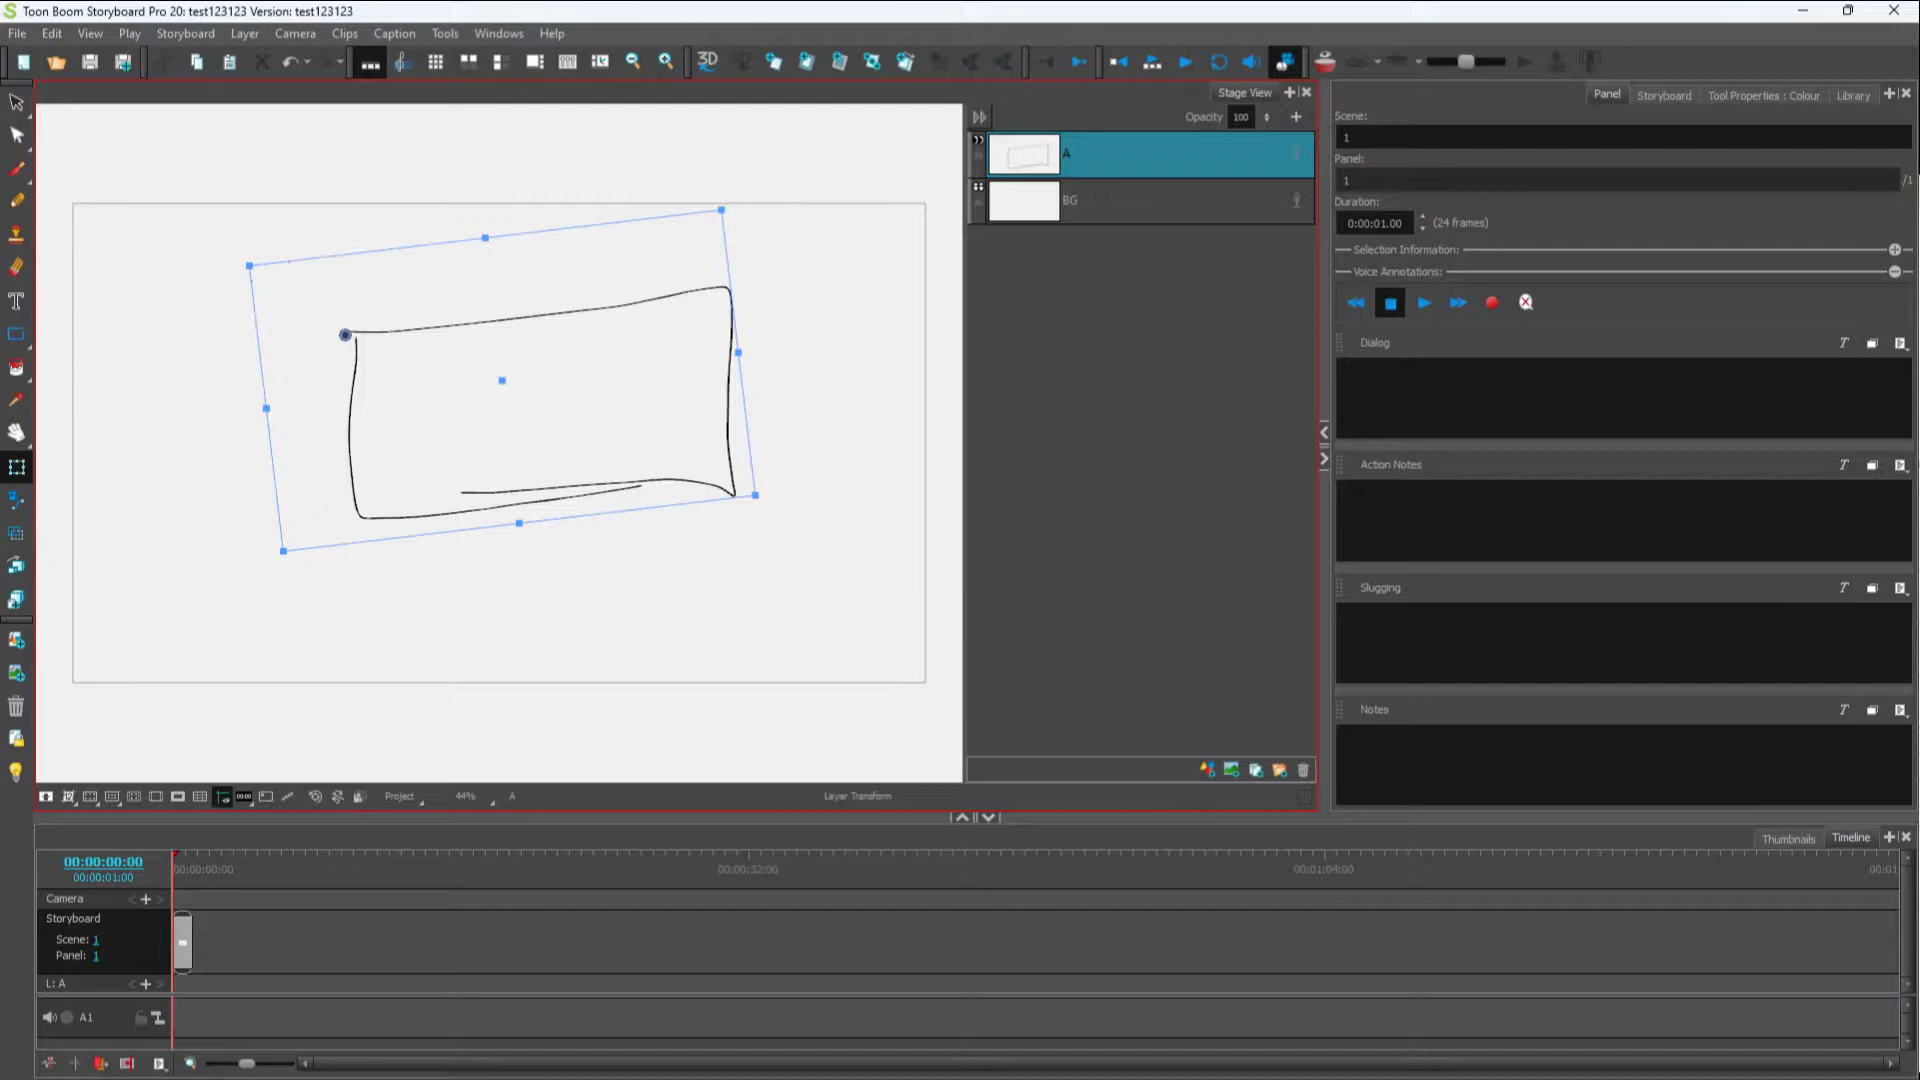 Toon Boom Storyboard Pro 20: test123123 Version: test123123
File Edit View Play Storyboard Layer Camera Clips Caption Tools Windows Help
3D
Stage View
Opacity 100
A
BG
Panel Storyboard Tool Properties : Colour Library
Scene:
1
Panel:
1 /1
Duration:
0:00:01.00 (24 frames)
Selection Information:
Voice Annotations:
Dialog
Action Notes
Slugging
Notes
Project 44% A Layer Transform
Thumbnails Timeline
00:00:00:00
00:00:01:00
00:00:00:00 00:00:32:00 00:01:04:00 00:01
Camera
Storyboard
Scene: 1
Panel: 1
L: A
A1